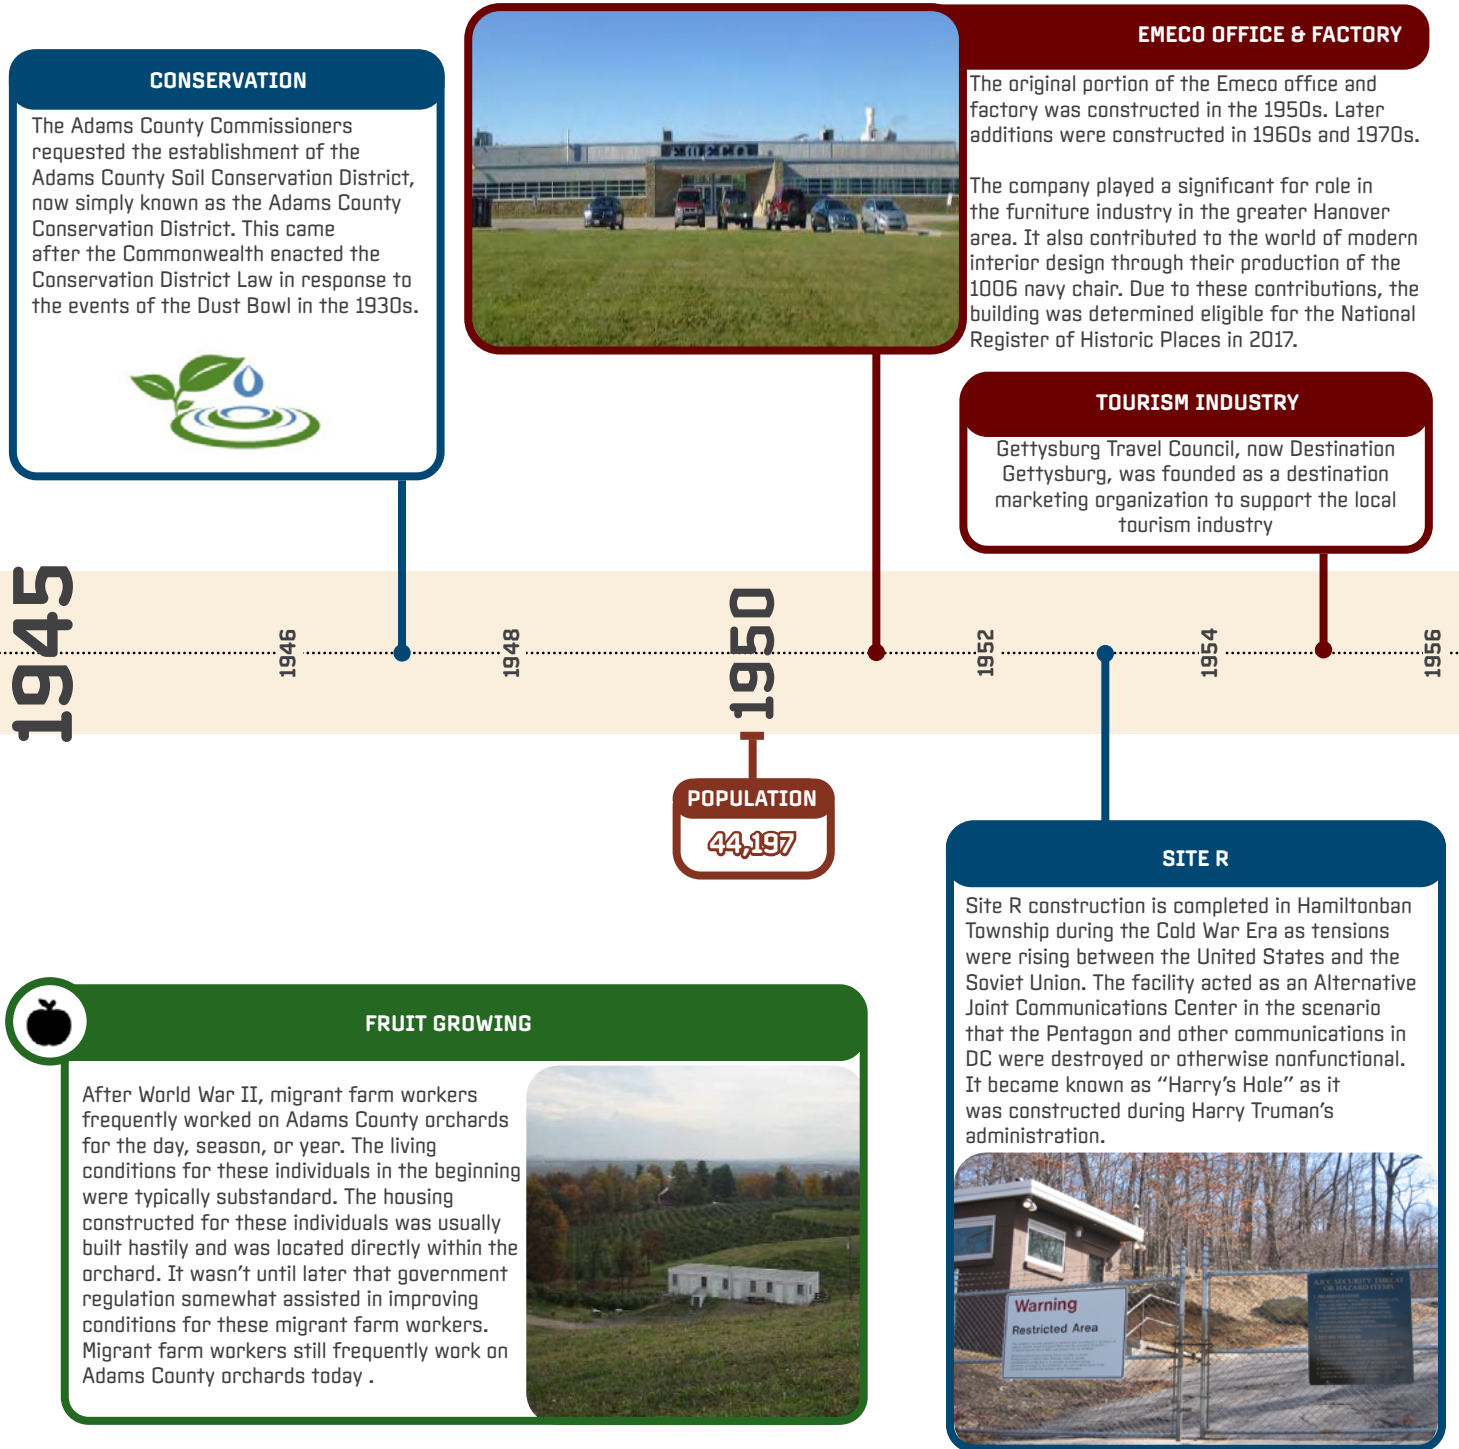 CONSERVATION
The Adams County Commissioners
requested the establishment of the
Adams County Soil Conservation District,
now simply known as the Adams County
Conservation District. This came
after the Commonwealth enacted the
Conservation District Law in response to
the events of the Dust Bowl in the 1930s.
EMECO OFFICE & FACTORY
The original portion of the Emeco office and
factory was constructed in the 1950s. Later
additions were constructed in 1960s and 1970s.
The company played a significant for role in
the furniture industry in the greater Hanover
area. It also contributed to the world of modern
interior design through their production of the
1006 navy chair. Due to these contributions, the
building was determined eligible for the National
Register of Historic Places in 2017.
TOURISM INDUSTRY
Gettysburg Travel Council, now Destination
Gettysburg, was founded as a destination
marketing organization to support the local
tourism industry
1945
1946
1948
1950
1952
1954
1956
POPULATION
44,197
SITE R
Site R construction is completed in Hamiltonban
Township during the Cold War Era as tensions
were rising between the United States and the
Soviet Union. The facility acted as an Alternative
Joint Communications Center in the scenario
that the Pentagon and other communications in
DC were destroyed or otherwise nonfunctional.
It became known as “Harry’s Hole” as it
was constructed during Harry Truman’s
administration.
Warning
Restricted Area
AJCC SECURITY THREAT
OR HAZARD ITEMS
FRUIT GROWING
After World War II, migrant farm workers
frequently worked on Adams County orchards
for the day, season, or year. The living
conditions for these individuals in the beginning
were typically substandard. The housing
constructed for these individuals was usually
built hastily and was located directly within the
orchard. It wasn’t until later that government
regulation somewhat assisted in improving
conditions for these migrant farm workers.
Migrant farm workers still frequently work on
Adams County orchards today .